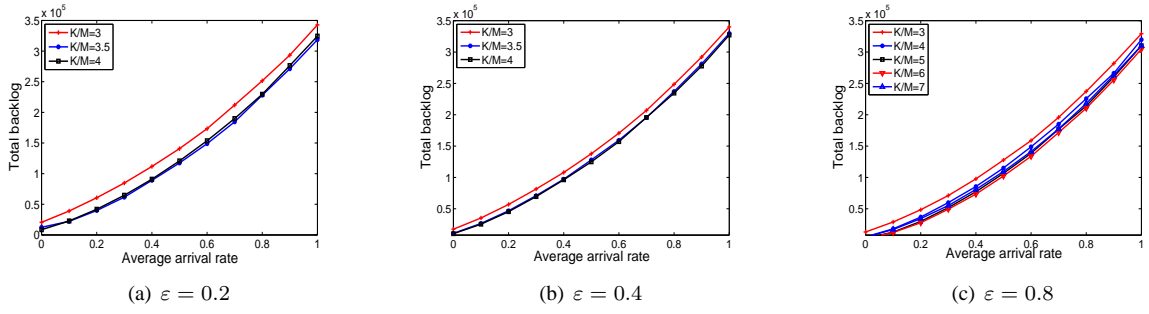 x 10^5
3.5
3
2.5
2
1.5
1
0.5
0
Total backlog
K/M=3
K/M=3.5
K/M=4
0 0.2 0.4 0.6 0.8 1
Average arrival rate
(a) ε = 0.2
x 10^5
3.5
3
2.5
2
1.5
1
0.5
Total backlog
K/M=3
K/M=3.5
K/M=4
0 0.2 0.4 0.6 0.8 1
Average arrival rate
(b) ε = 0.4
x 10^5
3.5
3
2.5
2
1.5
1
0.5
Total backlog
K/M=3
K/M=4
K/M=5
K/M=6
K/M=7
0 0.2 0.4 0.6 0.8 1
Average arrival rate
(c) ε = 0.8